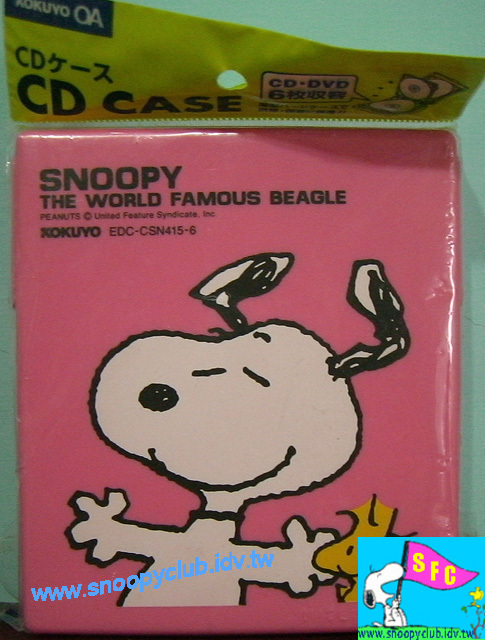 KOKUYO QA
CDケース
CD CASE
CD・DVD
6枚収容
SNOOPY
THE WORLD FAMOUS BEAGLE
PEANUTS © United Feature Syndicate, Inc
KOKUYO EDC-CSN415-6
www.snoopyclub.idv.tw
SFC
www.snoopyclub.idv.tw